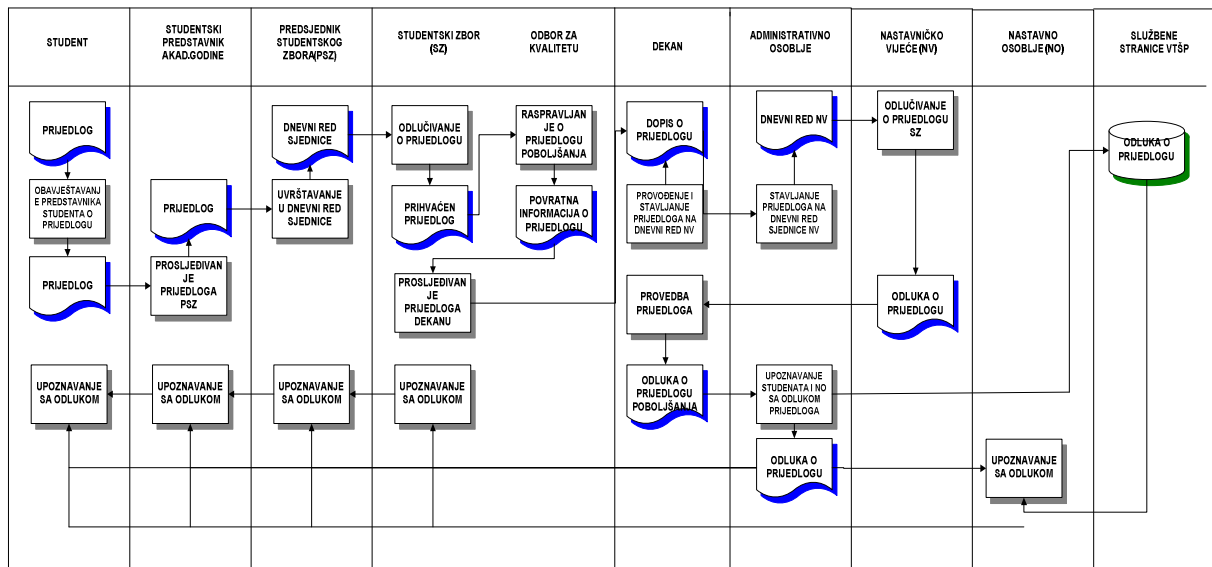 STUDENT
STUDENTSKI
PREDSTAVNIK
AKAD.GODINE
PREDSJEDNIK
STUDENTSKOG
ZBORA(PSZ)
STUDENTSKI ZBOR
(SZ)
ODBOR ZA
KVALITETU
DEKAN
ADMINISTRATIVNO
OSOBLJE
NASTAVNIČKO
VIJEĆE(NV)
NASTAVNO
OSOBLJE(NO)
SLUŽBENE
STRANICE VTŠP
PRIJEDLOG
OBAVJEŠTAVANJ
E PREDSTAVNIKA
STUDENTA O
PRIJEDLOGU
PRIJEDLOG
PRIJEDLOG
PROSLJEĐIVAN
JE
PRIJEDLOGA
PSZ
DNEVNI RED
SJEDNICE
UVRŠTAVANJE
U DNEVNI RED
SJEDNICE
ODLUČIVANJE
O PRIJEDLOGU
PRIHVAĆEN
PRIJEDLOG
RASPRAVLJAN
JE O
PRIJEDLOGU
POBOLJŠANJA
POVRATNA
INFORMACIJA O
PRIJEDLOGU
PROSLJEĐIVAN
JE
PRIJEDLOGA
DEKANU
DOPIS O
PRIJEDLOGU
PROVOĐENJE I
STAVLJANJE
PRIJEDLOGA NA
DNEVNI RED NV
DNEVNI RED NV
STAVLJANJE
PRIJEDLOGA NA
DNEVNI RED
SJEDNICE NV
ODLUČIVANJE
O PRIJEDLOGU
SZ
ODLUKA O
PRIJEDLOGU
ODLUKA O
PRIJEDLOGU
PROVEDBA
PRIJEDLOGA
ODLUKA O
PRIJEDLOGU
POBOLJŠANJA
UPOZNAVANJE
STUDENATA I NO
SA ODLUKOM
PRIJEDLOGA
ODLUKA O
PRIJEDLOGU
UPOZNAVANJE
SA ODLUKOM
UPOZNAVANJE
SA ODLUKOM
UPOZNAVANJE
SA ODLUKOM
UPOZNAVANJE
SA ODLUKOM
UPOZNAVANJE
SA ODLUKOM